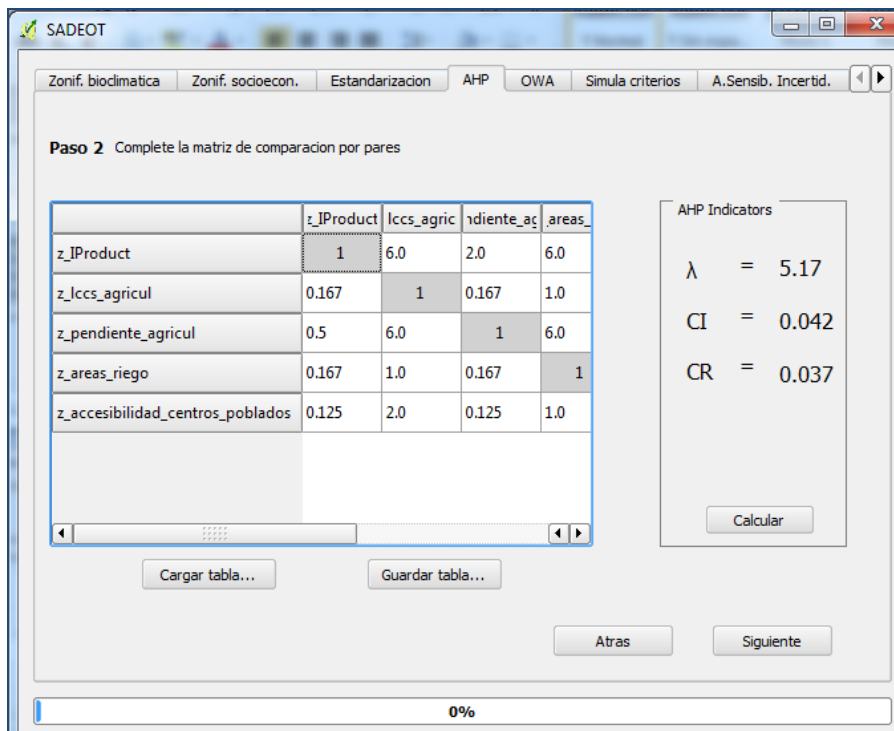 SADEOT
Zonif. bioclimatica Zonif. socioecon. Estandarizacion AHP OWA Simula criterios A.Sensib. Incertid.
Paso 2 Complete la matriz de comparacion por pares
z_IProduct lccs_agric ndiente_ag areas_
z_IProduct 1 6.0 2.0 6.0
z_lccs_agricul 0.167 1 0.167 1.0
z_pendiente_agricul 0.5 6.0 1 6.0
z_areas_riego 0.167 1.0 0.167 1
z_accesibilidad_centros_poblados 0.125 2.0 0.125 1.0
AHP Indicators
λ = 5.17
CI = 0.042
CR = 0.037
Calcular
Cargar tabla... Guardar tabla...
Atras Siguiente
0%